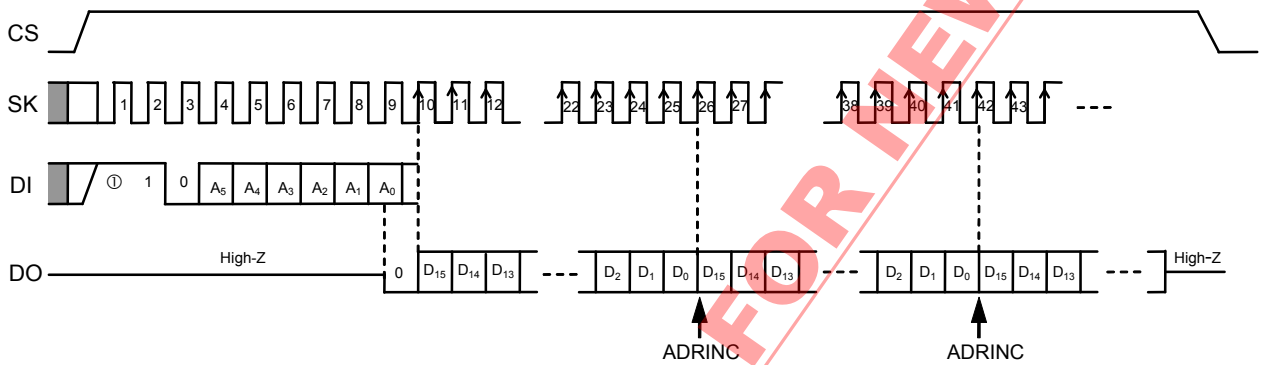 CS
SK 1 2 3 4 5 6 7 8 9 10 11 12 22 23 24 25 26 27 38 39 40 41 42 43
DI ① 1 0 A5 A4 A3 A2 A1 A0
DO High-Z 0 D15 D14 D13 D2 D1 D0 D15 D14 D13 D2 D1 D0 D15 D14 D13 High-Z
ADRINC ADRINC
FOR NEW